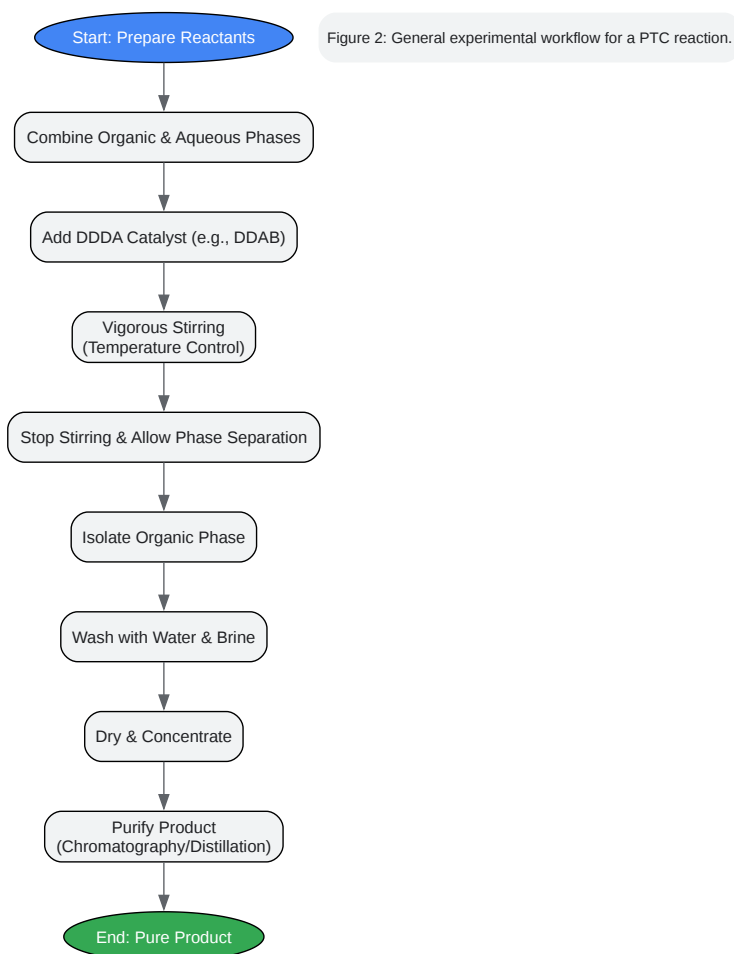 Start: Prepare Reactants
Figure 2: General experimental workflow for a PTC reaction.
Combine Organic & Aqueous Phases
Add DDDA Catalyst (e.g., DDAB)
Vigorous Stirring
(Temperature Control)
Stop Stirring & Allow Phase Separation
Isolate Organic Phase
Wash with Water & Brine
Dry & Concentrate
Purify Product
(Chromatography/Distillation)
End: Pure Product